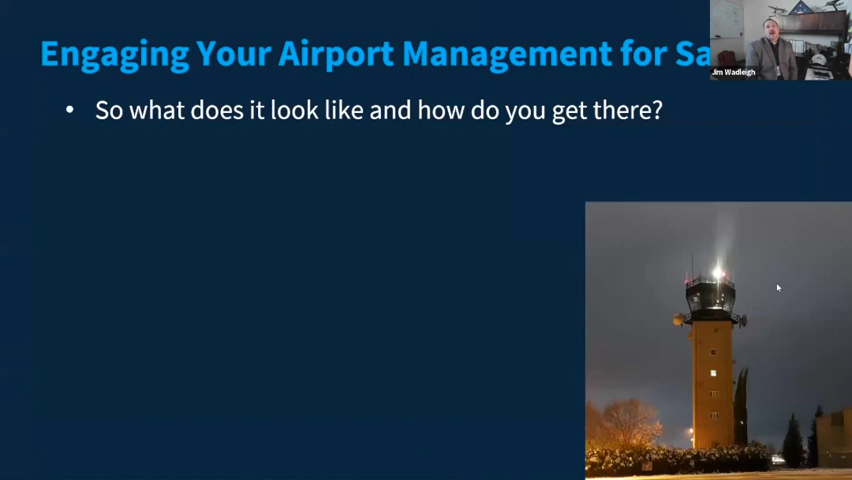 Engaging Your Airport Management for Sa
Jim Wadleigh
• So what does it look like and how do you get there?